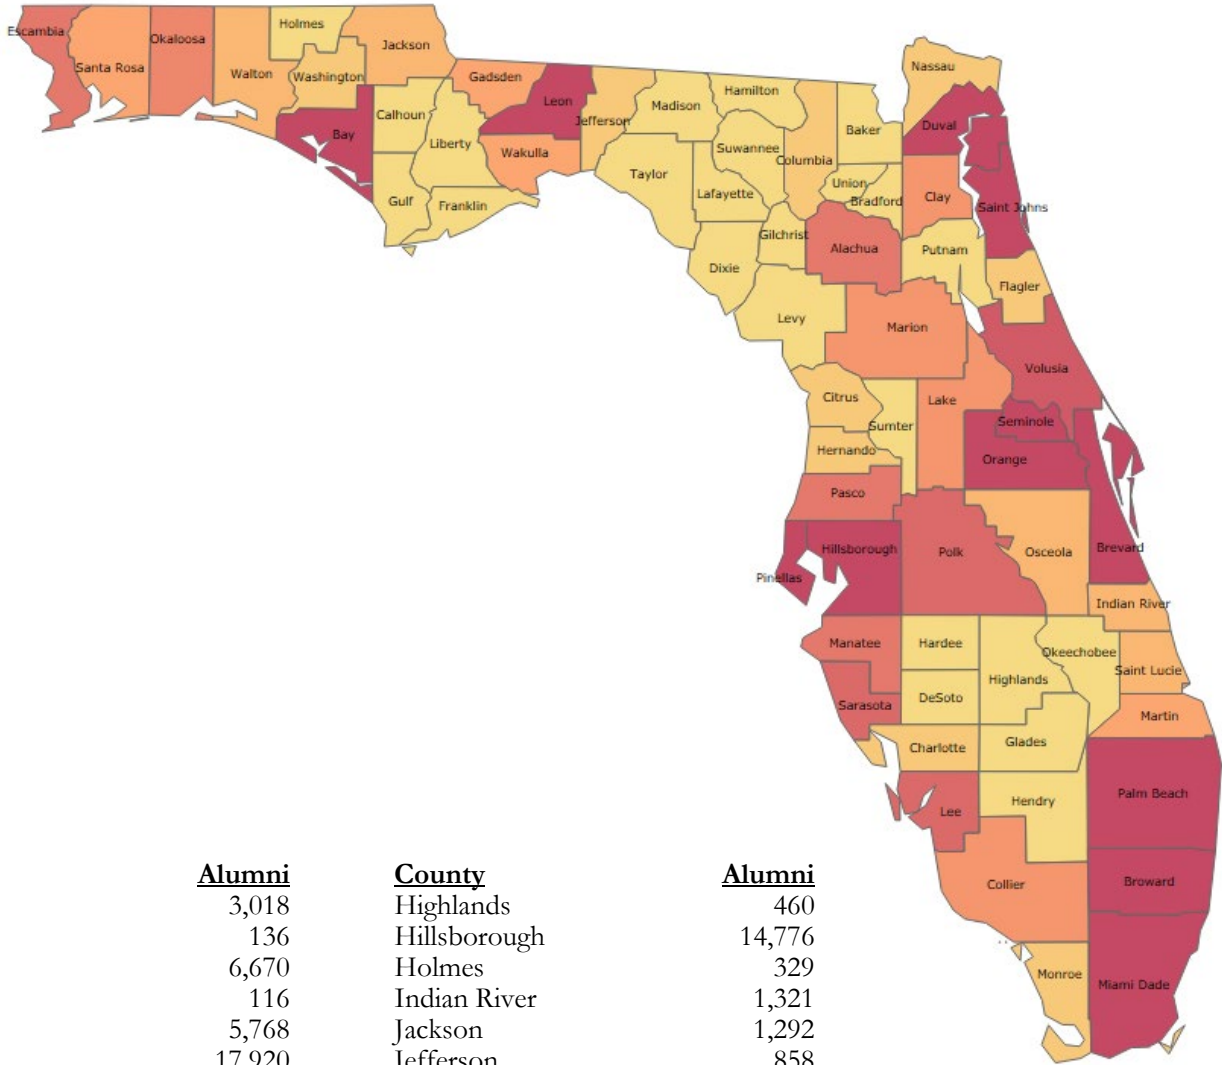 Escambia
Santa Rosa
Okaloosa
Walton
Holmes
Washington
Jackson
Bay
Calhoun
Gulf
Liberty
Gadsden
Franklin
Leon
Wakulla
Jefferson
Madison
Taylor
Hamilton
Suwannee
Lafayette
Dixie
Columbia
Gilchrist
Levy
Baker
Union
Bradford
Alachua
Nassau
Duval
Clay
Saint Johns
Putnam
Flagler
Marion
Volusia
Citrus
Sumter
Lake
Hernando
Seminole
Orange
Pasco
Pinellas
Hillsborough
Polk
Osceola
Brevard
Indian River
Manatee
Hardee
Highlands
Okeechobee
Saint Lucie
Sarasota
DeSoto
Martin
Charlotte
Glades
Lee
Hendry
Palm Beach
Collier
Broward
Monroe
Miami Dade
Alumni County Alumni
3,018 Highlands 460
136 Hillsborough 14,776
6,670 Holmes 329
116 Indian River 1,321
5,768 Jackson 1,292
17,920 Jefferson 858